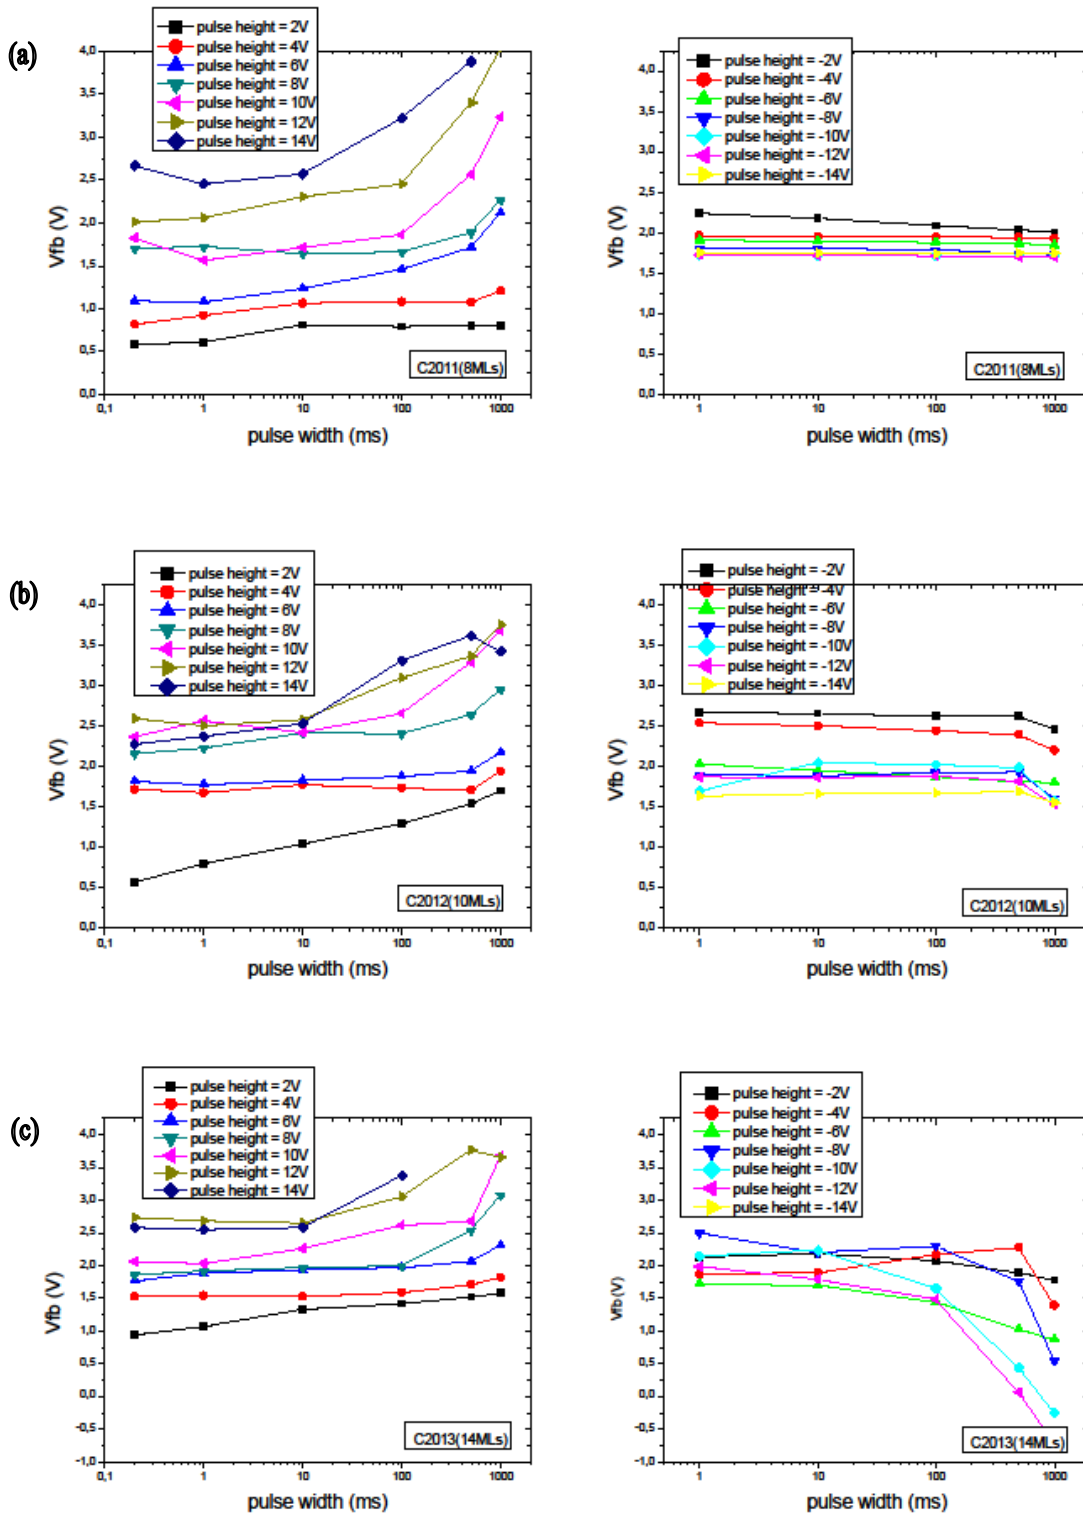 (a)
pulse height = 2V
pulse height = 4V
pulse height = 6V
pulse height = 8V
pulse height = 10V
pulse height = 12V
pulse height = 14V
4,0
3,5
3,0
2,5
2,0
1,5
1,0
0,5
0,0
Vfb (V)
C2011(8MLs)
0,1
1
10
100
1000
pulse width (ms)
pulse height = -2V
pulse height = -4V
pulse height = -6V
pulse height = -8V
pulse height = -10V
pulse height = -12V
pulse height = -14V
4,0
3,5
3,0
2,5
2,0
1,5
1,0
0,5
0,0
Vfb (V)
C2011(8MLs)
1
10
100
1000
pulse width (ms)
(b)
pulse height = 2V
pulse height = 4V
pulse height = 6V
pulse height = 8V
pulse height = 10V
pulse height = 12V
pulse height = 14V
4,0
3,5
3,0
2,5
2,0
1,5
1,0
0,5
0,0
Vfb (V)
C2012(10MLs)
0,1
1
10
100
1000
pulse width (ms)
pulse height = -2V
pulse height = -4V
pulse height = -6V
pulse height = -8V
pulse height = -10V
pulse height = -12V
pulse height = -14V
4,0
3,5
3,0
2,5
2,0
1,5
1,0
0,5
0,0
Vfb (V)
C2012(10MLs)
1
10
100
1000
pulse width (ms)
(c)
pulse height = 2V
pulse height = 4V
pulse height = 6V
pulse height = 8V
pulse height = 10V
pulse height = 12V
pulse height = 14V
4,0
3,5
3,0
2,5
2,0
1,5
1,0
0,5
0,0
-0,5
-1,0
Vfb (V)
C2013(14MLs)
0,1
1
10
100
1000
pulse width (ms)
pulse height = -2V
pulse height = -4V
pulse height = -6V
pulse height = -8V
pulse height = -10V
pulse height = -12V
pulse height = -14V
4,0
3,5
3,0
2,5
2,0
1,5
1,0
0,5
0,0
-0,5
-1,0
Vfb (V)
C2013(14MLs)
1
10
100
1000
pulse width (ms)